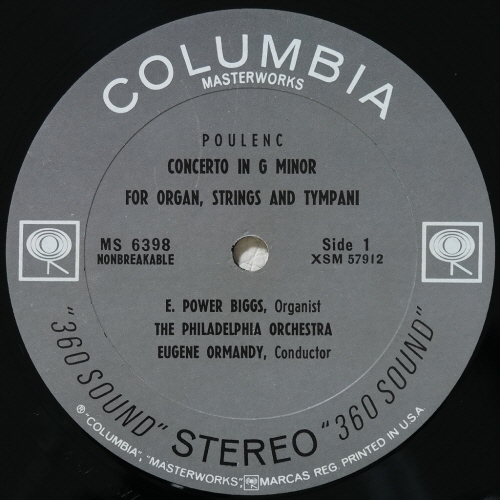 COLUMBIA
MASTERWORKS
POULENC
CONCERTO IN G MINOR
FOR ORGAN, STRINGS AND TYMPANI
MS 6398
NONBREAKABLE
Side 1
XSM 57912
E. POWER BIGGS, Organist
THE PHILADELPHIA ORCHESTRA
EUGENE ORMANDY, Conductor
"360 SOUND" STEREO "360 SOUND"
® "COLUMBIA", "MASTERWORKS", MARCAS REG. PRINTED IN U.S.A.